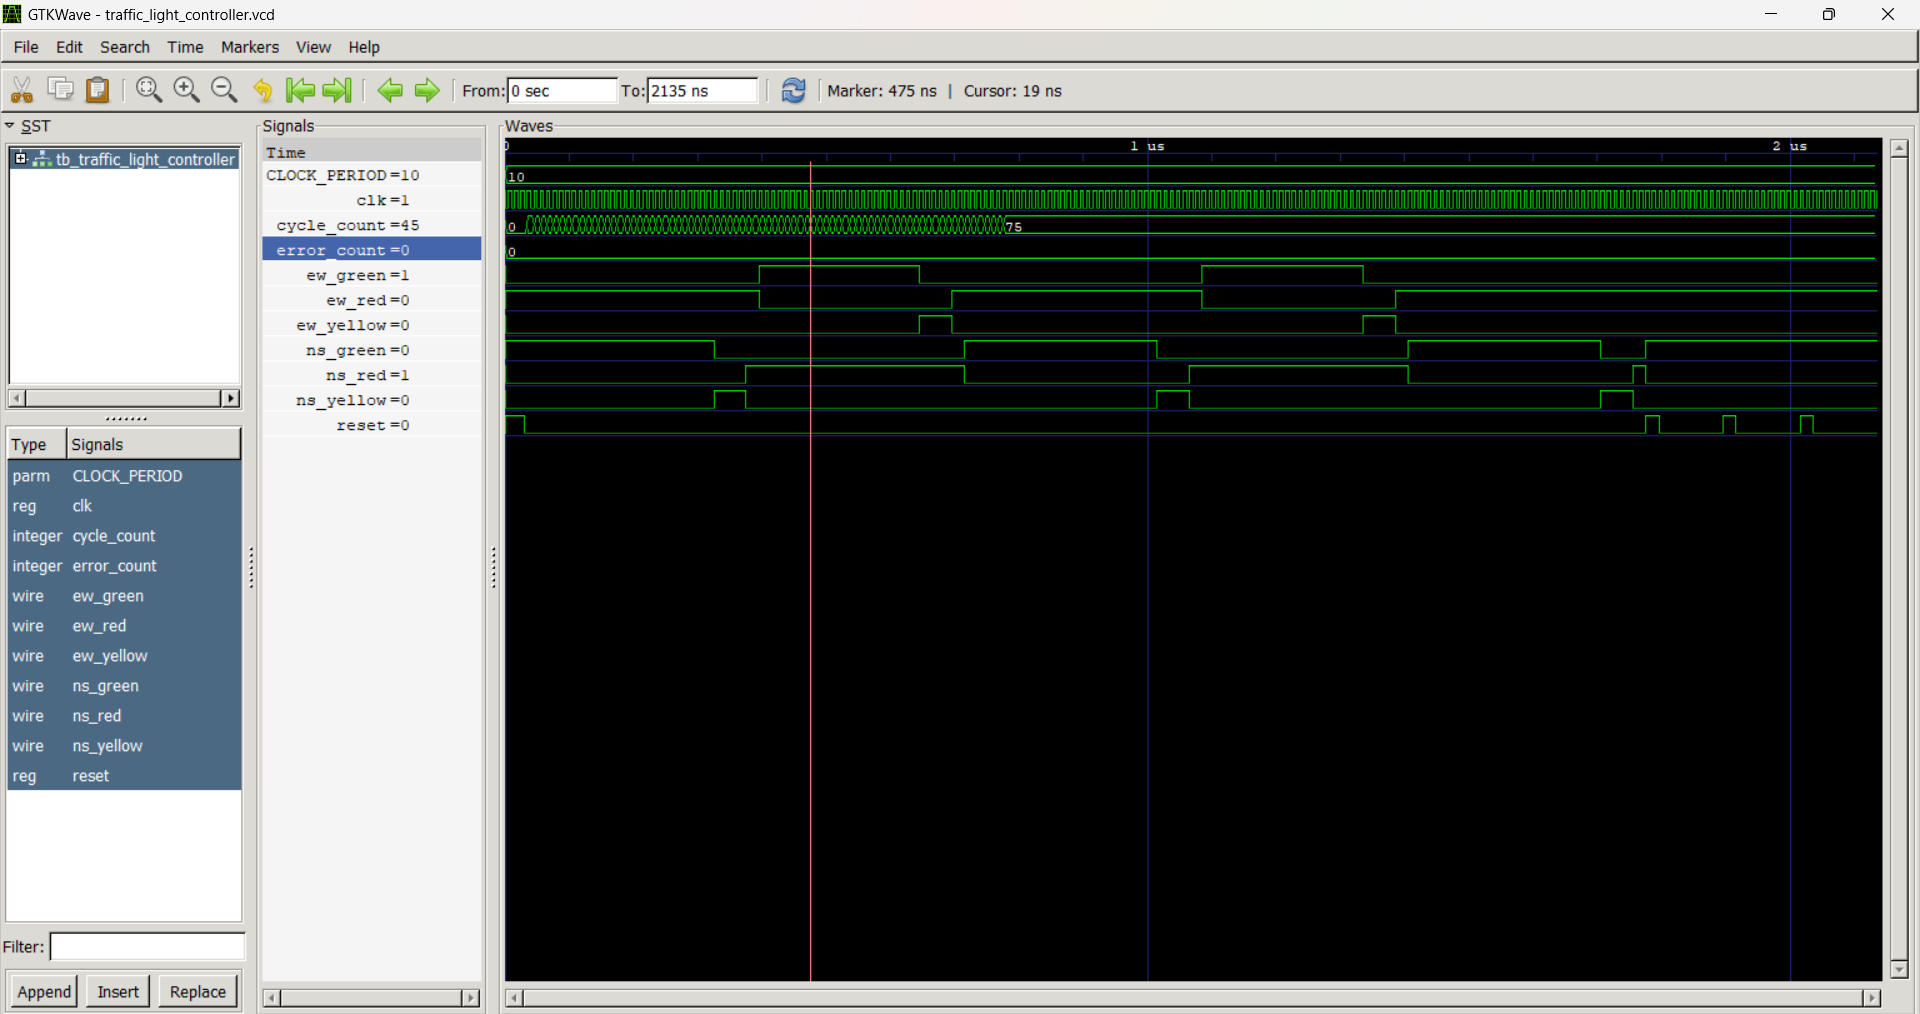 GTKWave - traffic_light_controller.vcd
File Edit Search Time Markers View Help
From: 0 sec To: 2135 ns Marker: 475 ns | Cursor: 19 ns
SST
tb_traffic_light_controller
Type Signals
parm CLOCK_PERIOD
reg clk
integer cycle_count
integer error_count
wire ew_green
wire ew_red
wire ew_yellow
wire ns_green
wire ns_red
wire ns_yellow
reg reset
Filter:
Append Insert Replace
Signals
Time
CLOCK_PERIOD=10
clk=1
cycle_count=45
error_count=0
ew_green=1
ew_red=0
ew_yellow=0
ns_green=0
ns_red=1
ns_yellow=0
reset=0
Waves
0 1 us 2 us
10
0 75
0